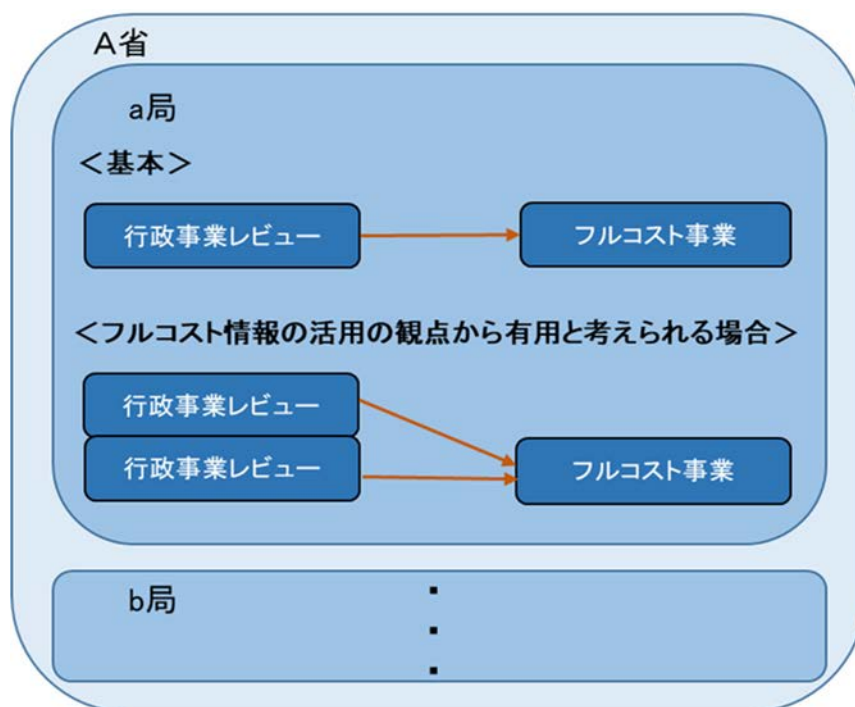 A省
a局
＜基本＞
行政事業レビュー
フルコスト事業
＜フルコスト情報の活用の観点から有用と考えられる場合＞
行政事業レビュー
行政事業レビュー
フルコスト事業
b局